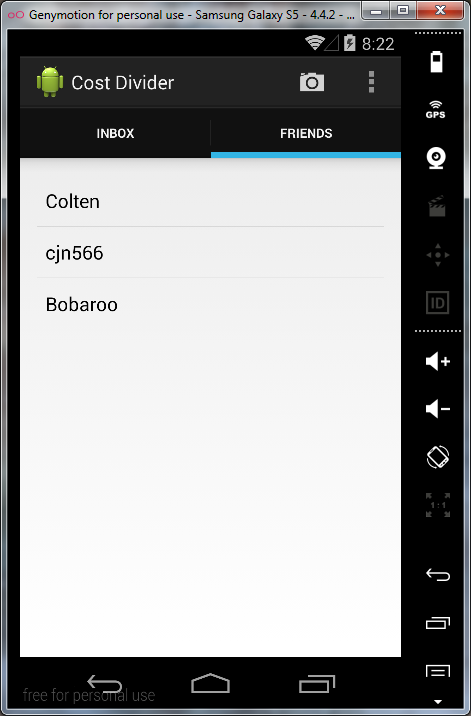 Genymotion for personal use - Samsung Galaxy S5 - 4.4.2 - ...
8:22
Cost Divider
INBOX
FRIENDS
Colten
cjn566
Bobaroo
free for personal use
GPS
ID
1:1